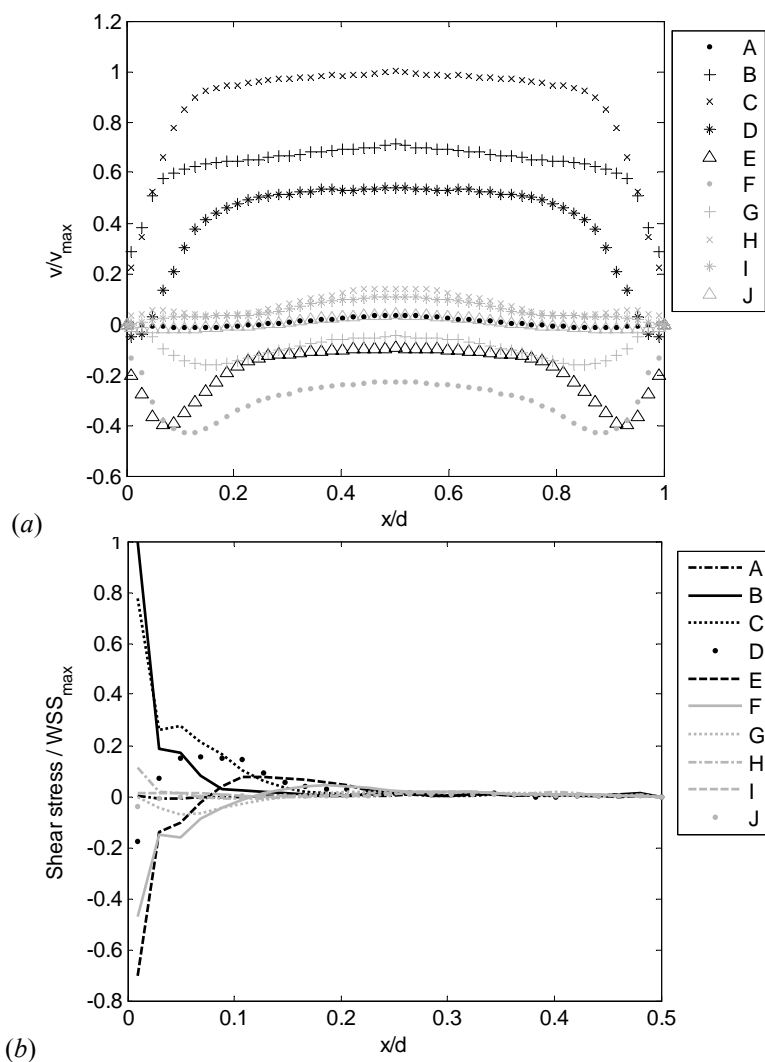 1.2
1
0.8
0.6
0.4
0.2
0
-0.2
-0.4
-0.6
v/v_max
0 0.2 0.4 0.6 0.8 1
x/d
A
B
C
D
E
F
G
H
I
J
(a)
1
0.8
0.6
0.4
0.2
0
-0.2
-0.4
-0.6
-0.8
Shear stress / WSS_max
0 0.1 0.2 0.3 0.4 0.5
x/d
A
B
C
D
E
F
G
H
I
J
(b)